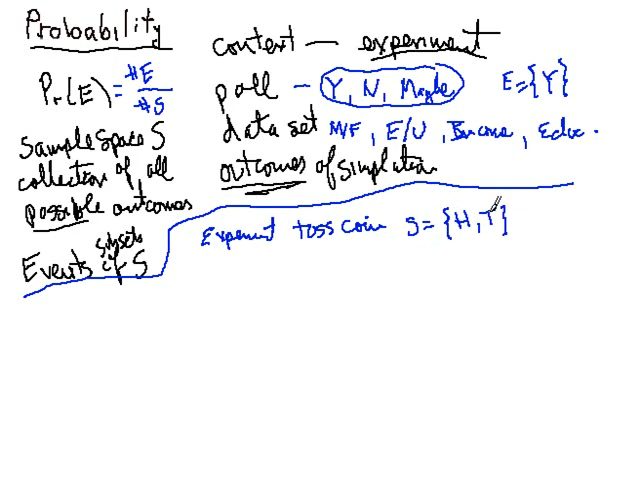 Probability
Pr(E) = #E / #S
Sample space S
collection of all
possible outcomes
subsets
Events of S
context — experiment
poll — Y, N, Maybe E={Y}
data set M/F, E/U, Income, Educ.
outcomes of simulation
Experiment toss coin S = {H,T}